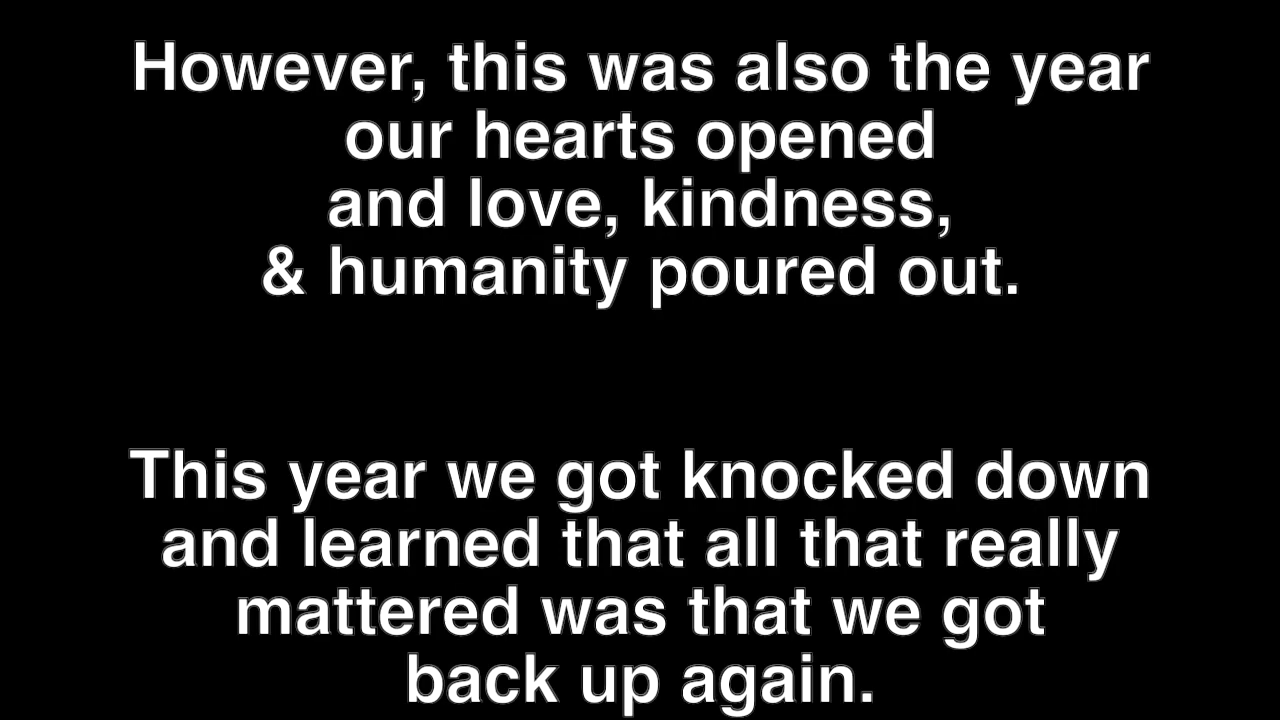 However, this was also the year
our hearts opened
and love, kindness,
& humanity poured out.
This year we got knocked down
and learned that all that really
mattered was that we got
back up again.